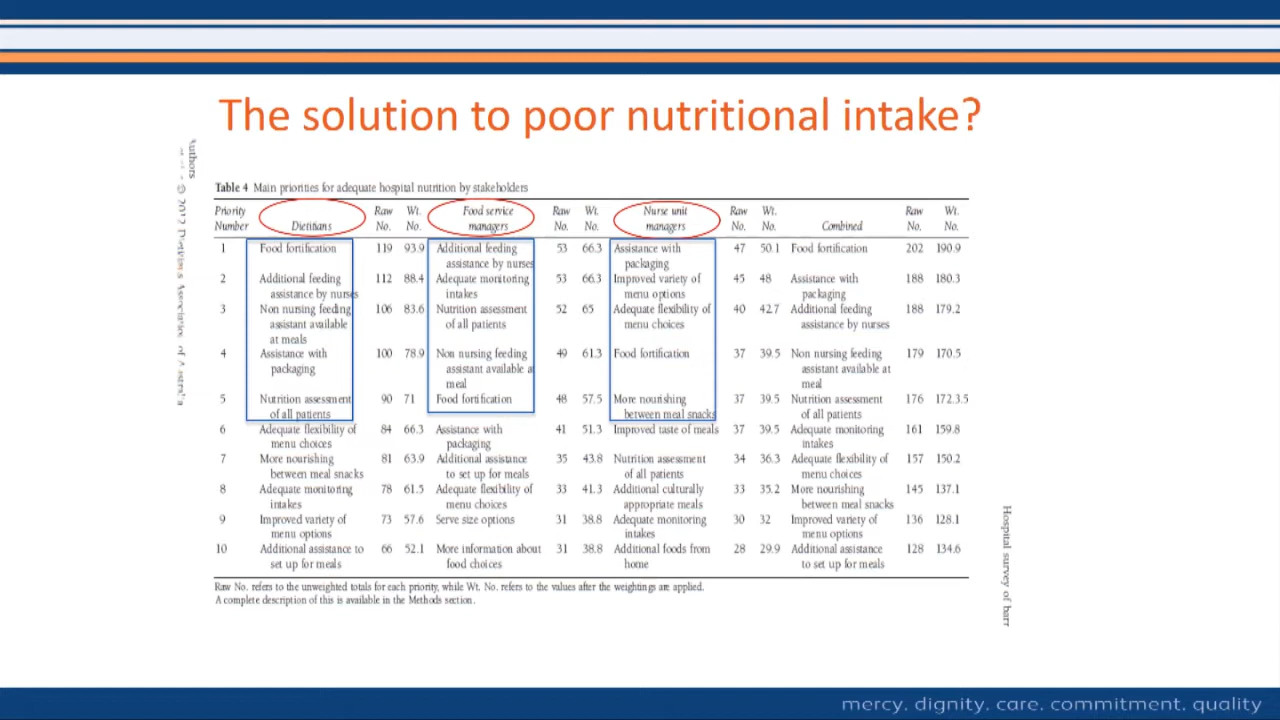 The solution to poor nutritional intake?
Authors
© 2012 Dietitians Association of Australia
Table 4 Main priorities for adequate hospital nutrition by stakeholders
Priority Number Dietitians Raw No. Wt. No. Food service managers Raw No. Wt. No. Nurse unit managers Raw No. Wt. No. Combined Raw No. Wt. No.
1 Food fortification 119 93.9 Additional feeding assistance by nurses 53 66.3 Assistance with packaging 47 50.1 Food fortification 202 190.9
2 Additional feeding assistance by nurses 112 88.4 Adequate monitoring intakes 53 66.3 Improved variety of menu options 45 48 Assistance with packaging 188 180.3
3 Non nursing feeding assistant available at meals 106 83.6 Nutrition assessment of all patients 52 65 Adequate flexibility of menu choices 40 42.7 Additional feeding assistance by nurses 188 179.2
4 Assistance with packaging 100 78.9 Non nursing feeding assistant available a meal 49 61.3 Food fortification 37 39.5 Non nursing feeding assistant available at meal 179 170.5
5 Nutrition assessment of all patients 90 71 Food fortification 48 57.5 More nourishing between meal snacks 37 39.5 Nutrition assessment of all patients 176 172.3.5
6 Adequate flexibility of menu choices 84 66.3 Assistance with packaging 41 51.3 Improved taste of meals 37 39.5 Adequate monitoring intakes 161 159.8
7 More nourishing between meal snacks 81 63.9 Additional assistance to set up for meals 35 43.8 Nutrition assessment of all patients 34 36.3 Adequate flexibility of menu choices 157 150.2
8 Adequate monitoring intakes 78 61.5 Adequate flexibility of menu choices 33 41.3 Additional culturally appropriate meals 33 35.2 More nourishing between meal snacks 145 137.1
9 Improved variety of menu options 73 57.6 Serve size options 31 38.8 Adequate monitoring intakes 30 32 Improved variety of menu options 136 128.1
10 Additional assistance to set up for meals 66 52.1 More information about food choices 31 38.8 Additional foods from home 28 29.9 Additional assistance to set up for meals 128 134.6
Raw No. refers to the unweighted totals for each priority, while Wt. No. refers to the values after the weightings are applied.
A complete description of this is available in the Methods section.
Hospital survey of barr
mercy, dignity, care, commitment, quality